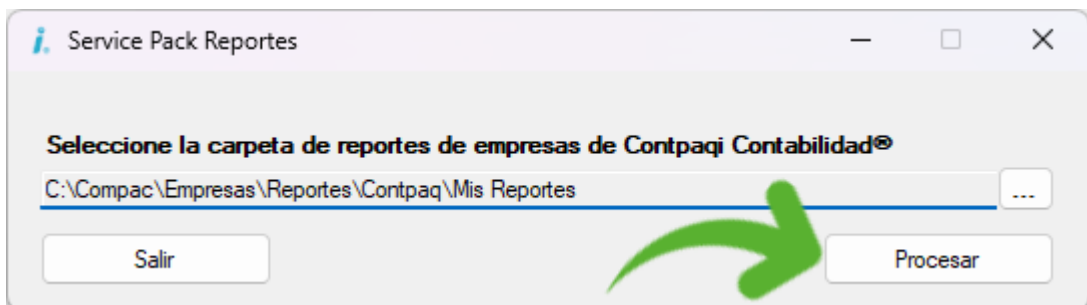 Service Pack Reportes
Seleccione la carpeta de reportes de empresas de Contpaqi Contabilidad®
C:\Compac\Empresas\Reportes\Contpaq\Mis Reportes
...
Salir
Procesar